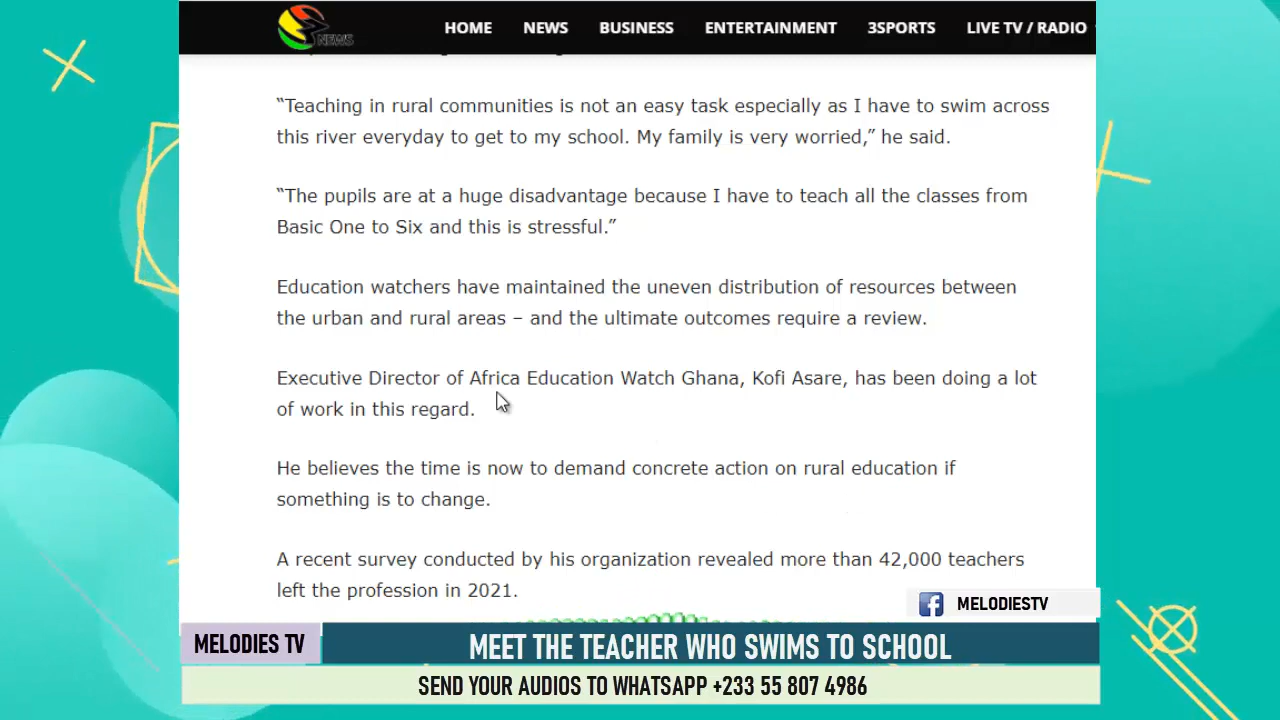 NEWS
HOME NEWS BUSINESS ENTERTAINMENT 3SPORTS LIVE TV / RADIO
“Teaching in rural communities is not an easy task especially as I have to swim across
this river everyday to get to my school. My family is very worried,” he said.
“The pupils are at a huge disadvantage because I have to teach all the classes from
Basic One to Six and this is stressful.”
Education watchers have maintained the uneven distribution of resources between
the urban and rural areas – and the ultimate outcomes require a review.
Executive Director of Africa Education Watch Ghana, Kofi Asare, has been doing a lot
of work in this regard.
He believes the time is now to demand concrete action on rural education if
something is to change.
A recent survey conducted by his organization revealed more than 42,000 teachers
left the profession in 2021.
MELODIESTV
MELODIES TV
MEET THE TEACHER WHO SWIMS TO SCHOOL
SEND YOUR AUDIOS TO WHATSAPP +233 55 807 4986